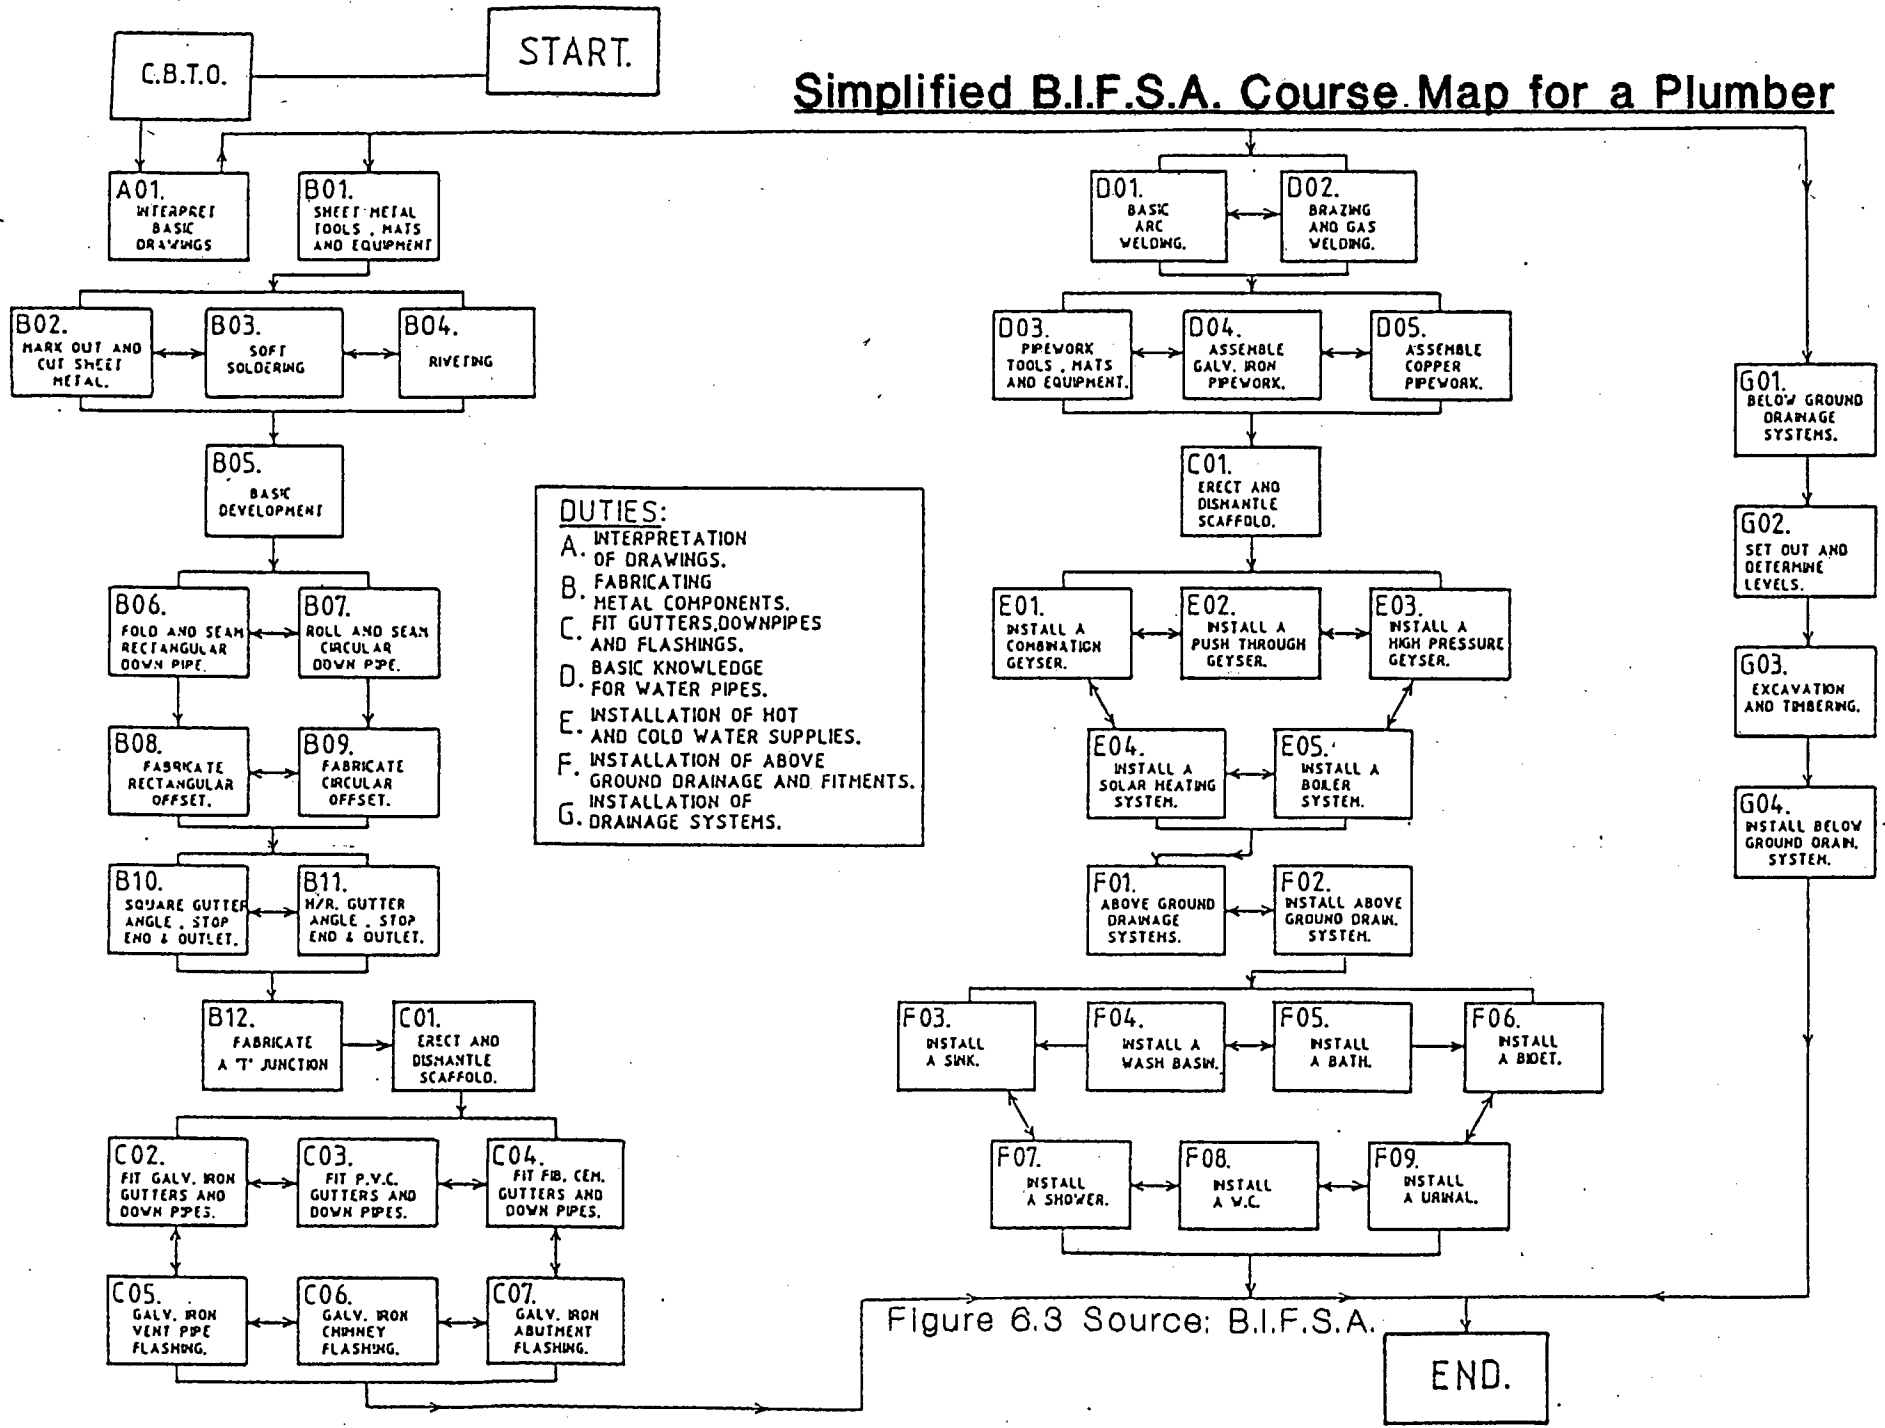 START.
C.B.T.O.
Simplified B.I.F.S.A. Course Map for a Plumber
A01.
INTERPRET
BASIC
DRAWINGS
B01.
SHEET METAL
TOOLS, MATS
AND EQUIPMENT
B02.
MARK OUT AND
CUT SHEET
METAL.
B03.
SOFT
SOLDERING
B04.
RIVETING
B05.
BASIC
DEVELOPMENT
B06.
FOLD AND SEAM
RECTANGULAR
DOWN PIPE.
B07.
ROLL AND SEAM
CIRCULAR
DOWN PIPE.
B08.
FABRICATE
RECTANGULAR
OFFSET.
B09.
FABRICATE
CIRCULAR
OFFSET.
B10.
SQUARE GUTTER
ANGLE, STOP
END & OUTLET.
B11.
H/R. GUTTER
ANGLE, STOP
END & OUTLET.
B12.
FABRICATE
A 'T' JUNCTION
C01.
ERECT AND
DISMANTLE
SCAFFOLD.
C02.
FIT GALV. IRON
GUTTERS AND
DOWN PIPES.
C03.
FIT P.V.C.
GUTTERS AND
DOWN PIPES.
C04.
FIT FIB. CEM.
GUTTERS AND
DOWN PIPES.
C05.
GALV. IRON
VENT PIPE
FLASHING.
C06.
GALV. IRON
CHIMNEY
FLASHING.
C07.
GALV. IRON
ABUTMENT
FLASHING.
DUTIES:
A. INTERPRETATION
OF DRAWINGS.
B. FABRICATING
METAL COMPONENTS.
C. FIT GUTTERS, DOWNPIPES
AND FLASHINGS.
D. BASIC KNOWLEDGE
FOR WATER PIPES.
E. INSTALLATION OF HOT
AND COLD WATER SUPPLIES.
F. INSTALLATION OF ABOVE
GROUND DRAINAGE AND FITMENTS.
G. INSTALLATION OF
DRAINAGE SYSTEMS.
D01.
BASIC
ARC
WELDING.
D02.
BRAZING
AND GAS
WELDING.
D03.
PIPEWORK
TOOLS, MATS
AND EQUIPMENT.
D04.
ASSEMBLE
GALV. IRON
PIPEWORK.
D05.
ASSEMBLE
COPPER
PIPEWORK.
C01.
ERECT AND
DISMANTLE
SCAFFOLD.
E01.
INSTALL A
COMBINATION
GEYSER.
E02.
INSTALL A
PUSH THROUGH
GEYSER.
E03.
INSTALL A
HIGH PRESSURE
GEYSER.
E04.
INSTALL A
SOLAR HEATING
SYSTEM.
E05.
INSTALL A
BOILER
SYSTEM.
F01.
ABOVE GROUND
DRAINAGE
SYSTEMS.
F02.
INSTALL ABOVE
GROUND DRAIN.
SYSTEM.
F03.
INSTALL
A SINK.
F04.
INSTALL A
WASH BASIN.
F05.
INSTALL
A BATH.
F06.
INSTALL
A BIDET.
F07.
INSTALL
A SHOWER.
F08.
INSTALL
A W.C.
F09.
INSTALL
A URINAL.
G01.
BELOW GROUND
DRAINAGE
SYSTEMS.
G02.
SET OUT AND
DETERMINE
LEVELS.
G03.
EXCAVATION
AND TIMBERING.
G04.
INSTALL BELOW
GROUND DRAIN.
SYSTEM.
Figure 6.3 Source: B.I.F.S.A.
END.